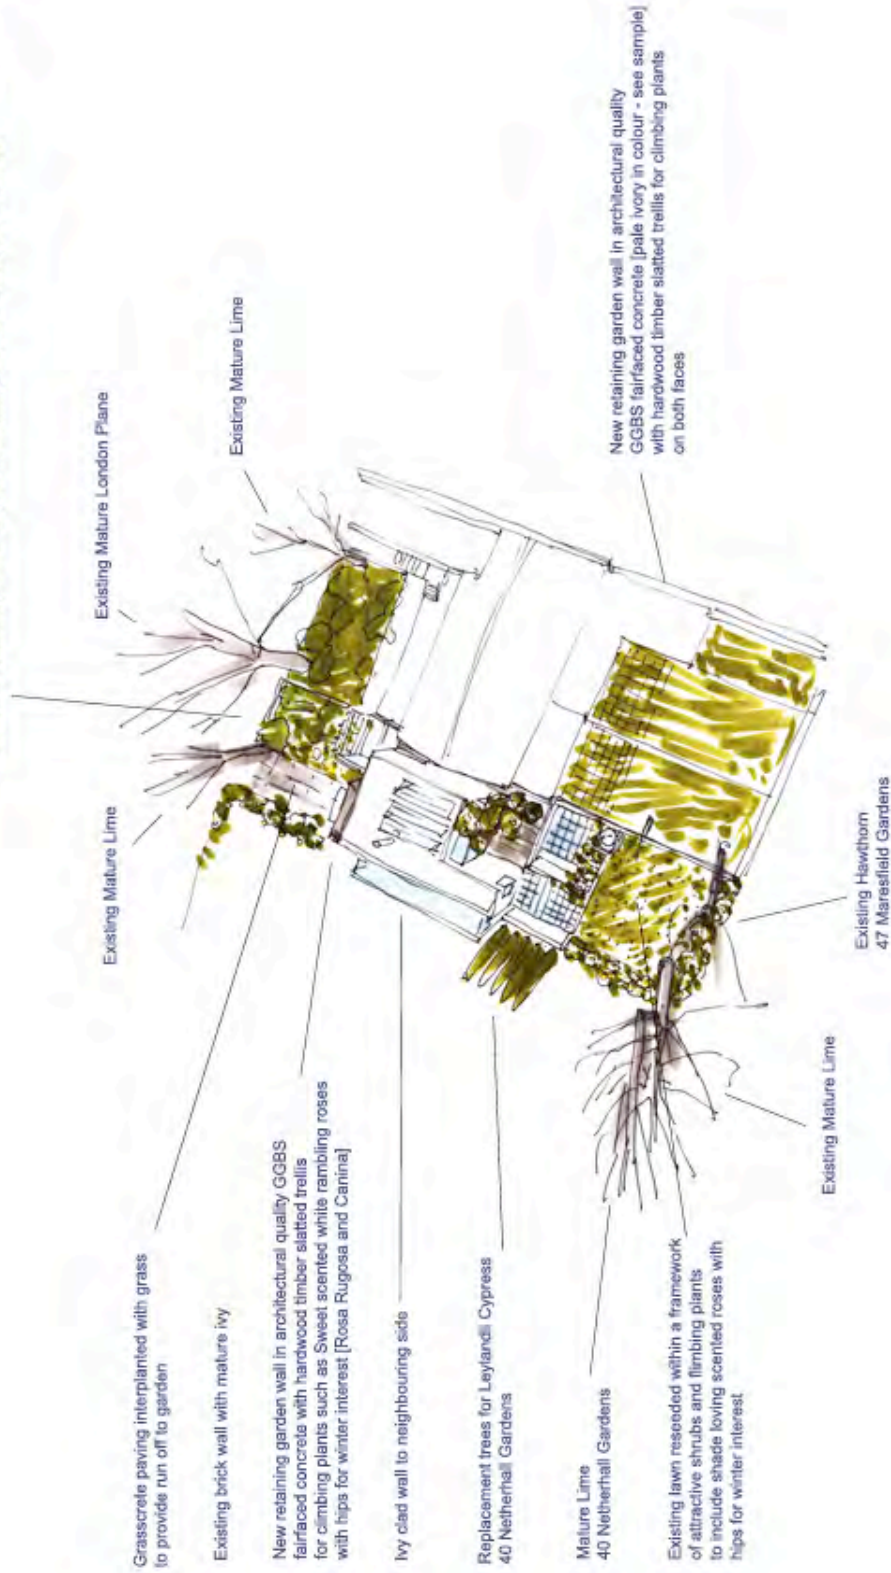 Grasscrete paving interplanted with grass
to provide run off to garden
Existing brick wall with mature ivy
New retaining garden wall in architectural quality GGBS
fairfaced concrete with hardwood timber slatted trellis
for climbing plants such as Sweet scented white rambling roses
with hips for winter interest [Rosa Rugosa and Canina]
Ivy clad wall to neighbouring side
Replacement trees for Leylandii Cypress
40 Netherhall Gardens
Mature Lime
40 Netherhall Gardens
Existing lawn reseeded within a framework
of attractive shrubs and flimbing plants
to include shade loving scented roses with
hips for winter interest
Existing Mature Lime
Existing Mature Lime
Existing Hawthorn
47 Maresfield Gardens
Existing Mature London Plane
Existing Mature Lime
New retaining garden wall in architectural quality
GGBS fairfaced concrete [pale ivory in colour - see sample]
with hardwood timber slatted trellis for climbing plants
on both faces